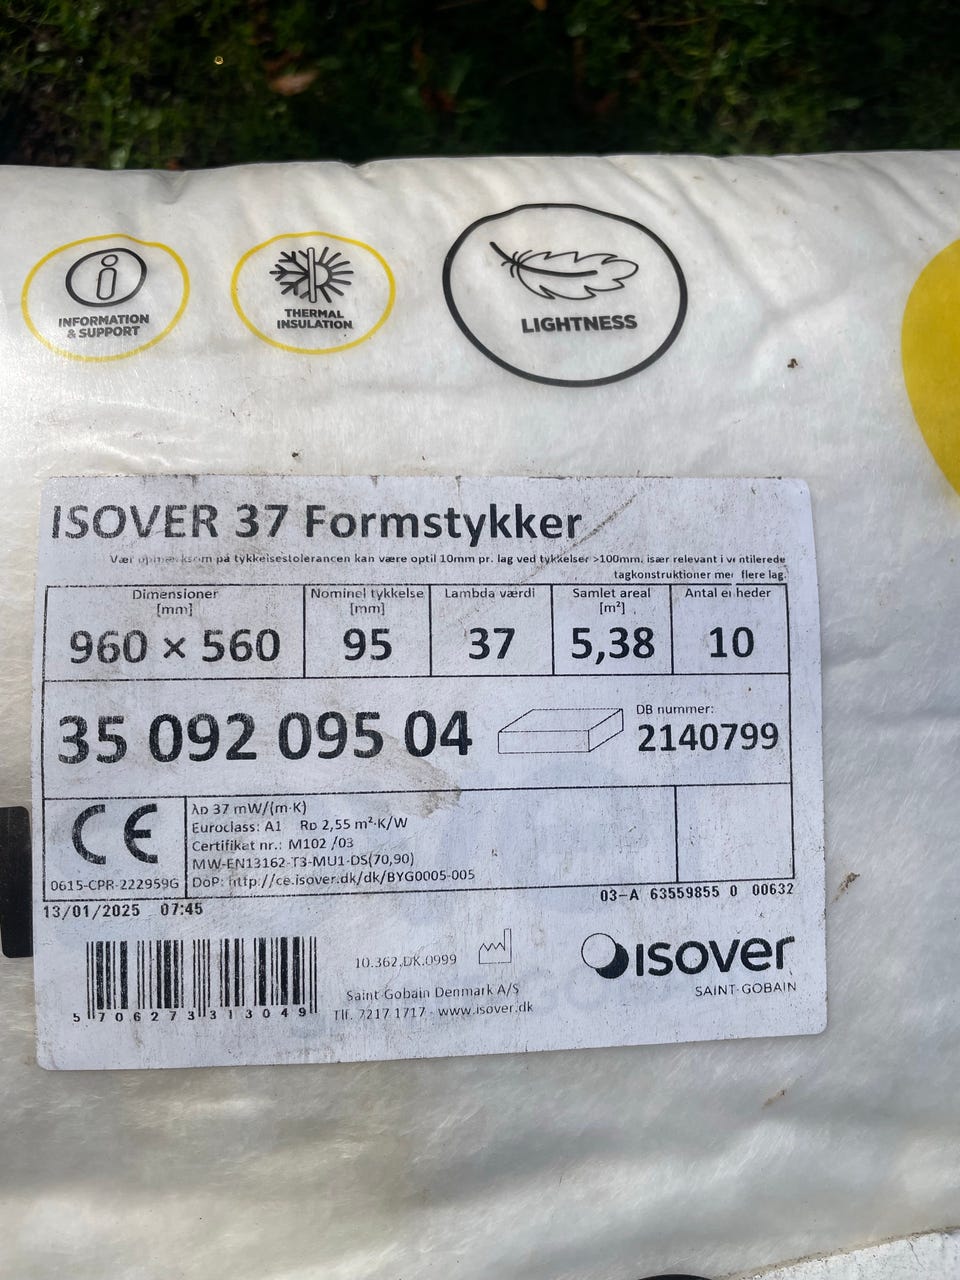 INFORMATION
& SUPPORT
THERMAL
INSULATION
LIGHTNESS
ISOVER 37 Formstykker
Vær opmærksom på tykkelsestolerancen kan være optil 10mm pr. lag ved tykkelser >100mm. især relevant i ventilerede
tagkonstruktioner med flere lag.
Dimensioner
[mm]
960 × 560
Nominel tykkelse
[mm]
95
Lambda værdi
37
Samlet areal
[m²]
5,38
Antal enheder
10
35 092 095 04
DB nummer:
2140799
CE
0615-CPR-222959G
λD 37 mW/(m·K)
Euroclass: A1 RD 2,55 m²·K/W
Certifikat nr.: M102 /03
MW-EN13162-T3-MU1-DS(70,90)
DoP: http://ce.isover.dk/dk/BYG0005-005
13/01/2025 07:45
03-A 63559855 0 00632
5 706273 313049
10.362.DK.0999
Saint-Gobain Denmark A/S
Tlf. 7217 1717 - www.isover.dk
isover
SAINT-GOBAIN